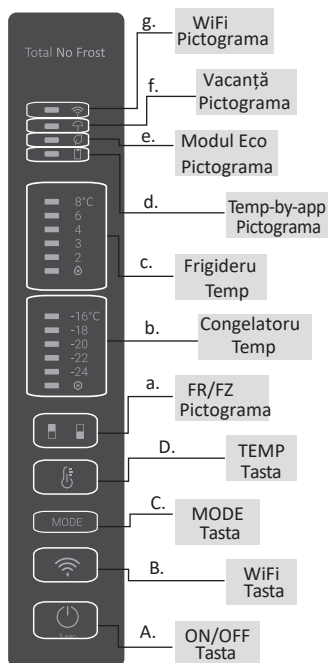 Total No Frost
g.
WiFi
Pictograma
f.
Vacanță
Pictograma
e.
Modul Eco
Pictograma
d.
Temp-by-app
Pictograma
8°C
6
4
3
2
c.
Frigideru
Temp
-16°C
-18
-20
-22
-24
b.
Congelatoru
Temp
a.
FR/FZ
Pictograma
D.
TEMP
Tasta
MODE
C.
MODE
Tasta
B.
WiFi
Tasta
3 sec
A.
ON/OFF
Tasta